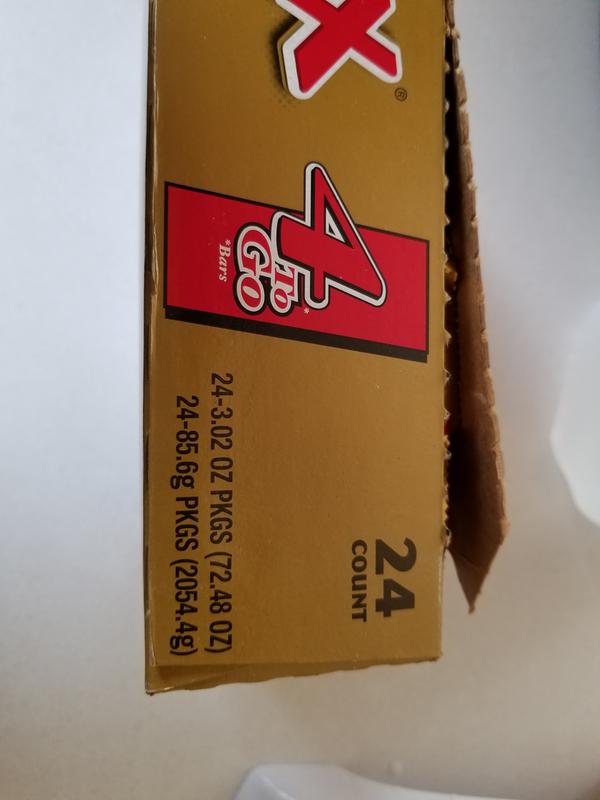 X®
4*
To
Go
*Bars
24
COUNT
24-3.02 OZ PKGS (72.48 OZ)
24-85.6g PKGS (2054.4g)